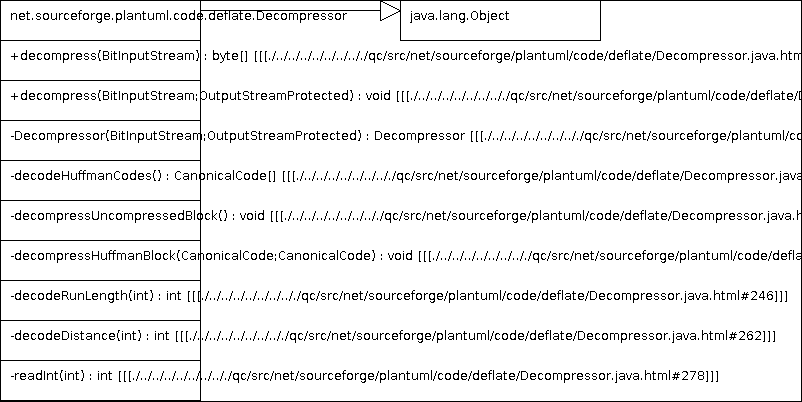 net.sourceforge.plantuml.code.deflate.Decompressor
java.lang.Object
+decompress(BitInputStream) : byte[] [[[./../../../../../../../qc/src/net/sourceforge/plantuml/code/deflate/Decompressor.java.htm
+decompress(BitInputStream;OutputStreamProtected) : void [[[./../../../../../../../qc/src/net/sourceforge/plantuml/code/deflate/D
-Decompressor(BitInputStream;OutputStreamProtected) : Decompressor [[[./../../../../../../../qc/src/net/sourceforge/plantuml/co
-decodeHuffmanCodes() : CanonicalCode[] [[[./../../../../../../../qc/src/net/sourceforge/plantuml/code/deflate/Decompressor.java
-decompressUncompressedBlock() : void [[[./../../../../../../../qc/src/net/sourceforge/plantuml/code/deflate/Decompressor.java.h
-decompressHuffmanBlock(CanonicalCode;CanonicalCode) : void [[[./../../../../../../../qc/src/net/sourceforge/plantuml/code/defla
-decodeRunLength(int) : int [[[./../../../../../../../qc/src/net/sourceforge/plantuml/code/deflate/Decompressor.java.html#246]]]
-decodeDistance(int) : int [[[./../../../../../../../qc/src/net/sourceforge/plantuml/code/deflate/Decompressor.java.html#262]]]
-readInt(int) : int [[[./../../../../../../../qc/src/net/sourceforge/plantuml/code/deflate/Decompressor.java.html#278]]]